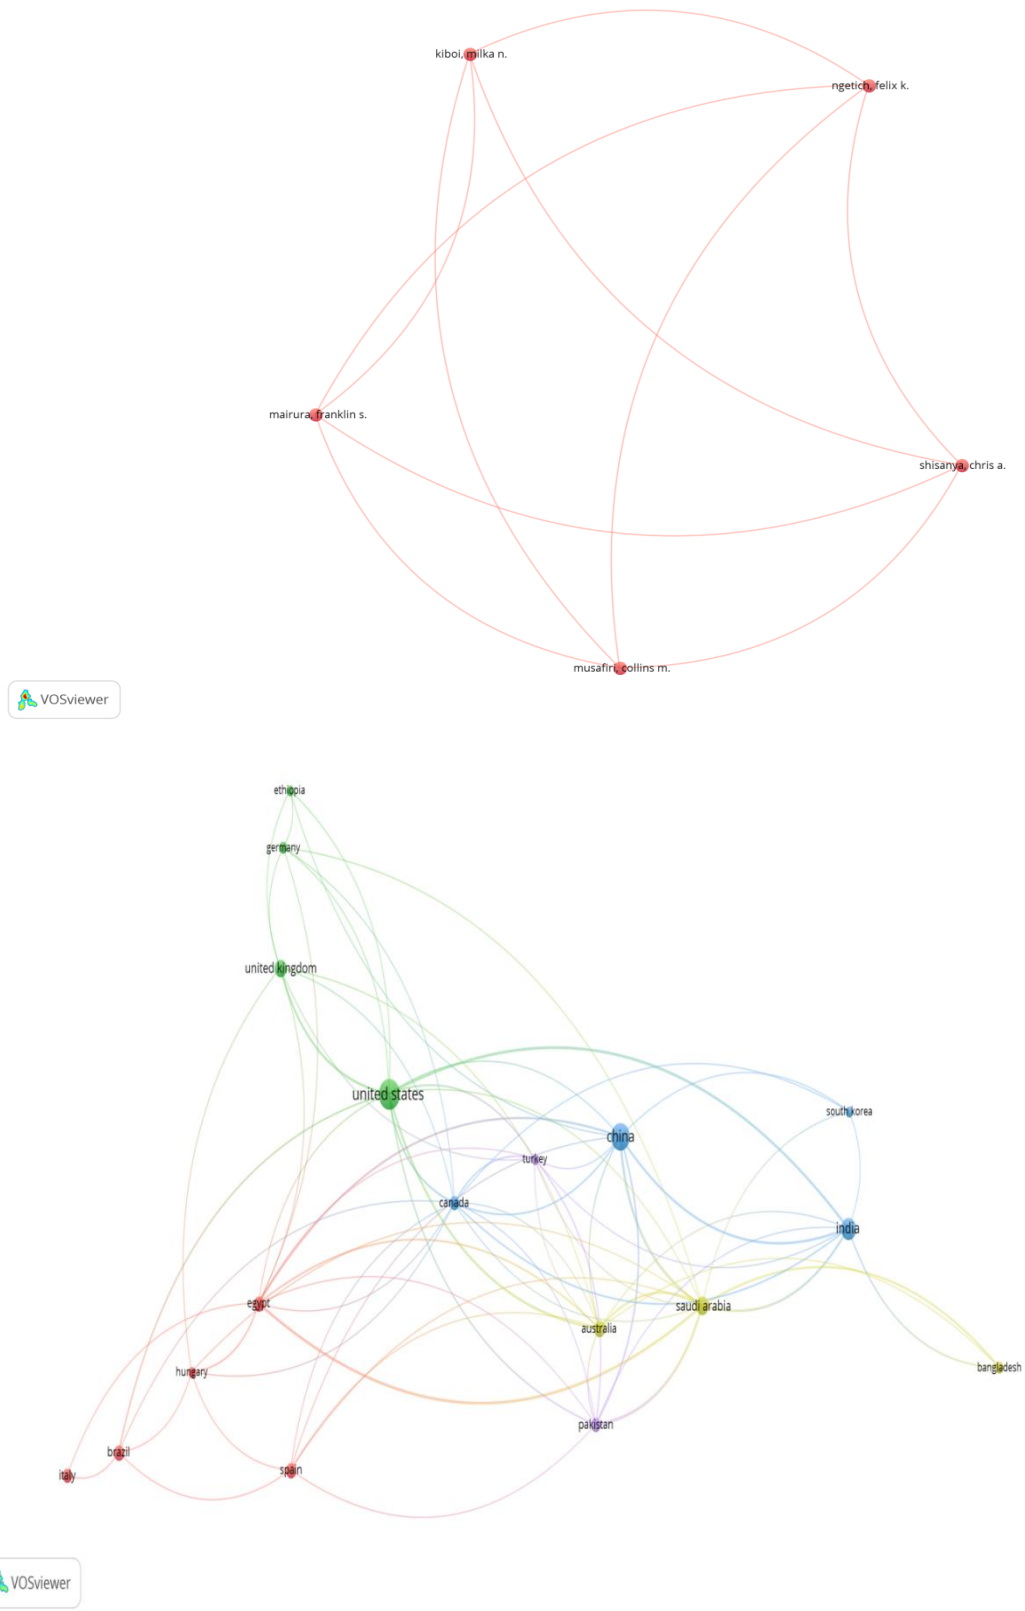 kiboi, milka n.
ngetich, felix k.
mairura, franklin s.
shisanya, chris a.
musafiri, collins m.
VOSviewer
ethiopia
germany
united kingdom
united states
south korea
china
turkey
canada
india
egypt
saudi arabia
australia
bangladesh
hungary
pakistan
brazil
spain
italy
VOSviewer